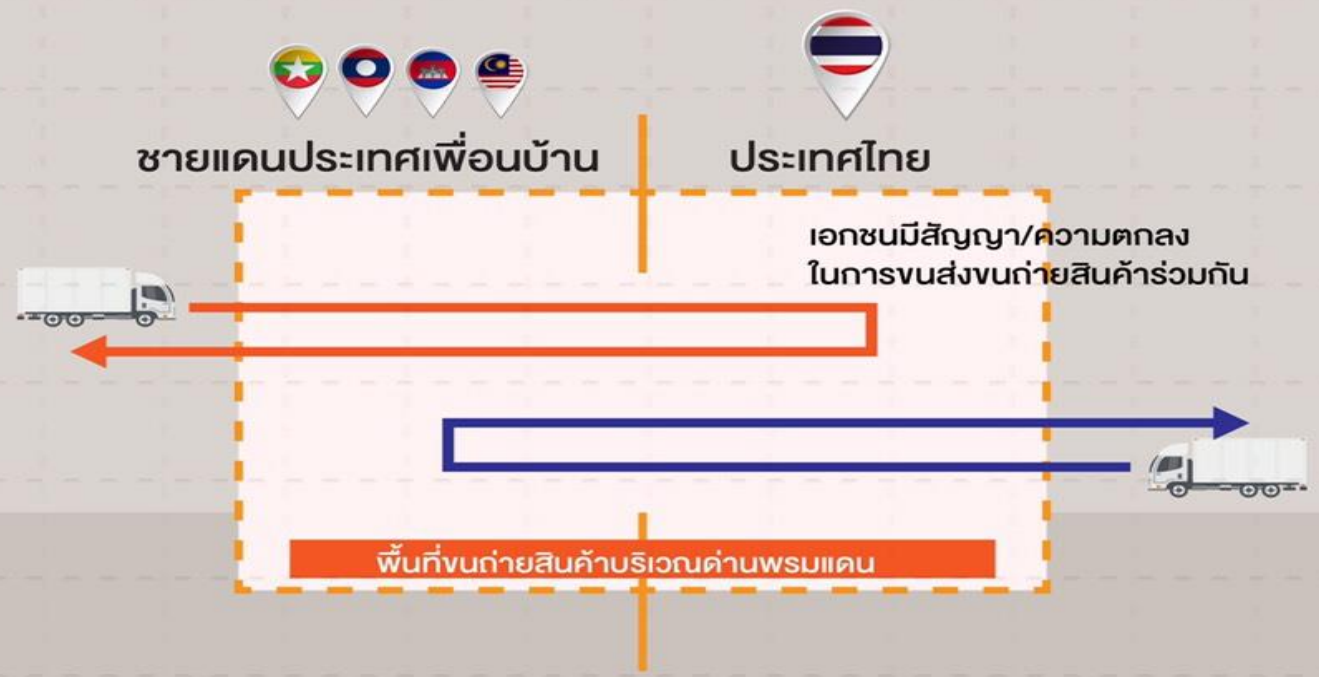 ชายแดนประเทศเพื่อนบ้าน
ประเทศไทย
เอกชนมีสัญญา/ความตกลง
ในการขนส่งขนถ่ายสินค้าร่วมกัน
พื้นที่ขนถ่ายสินค้าบริเวณด่านพรมแดน